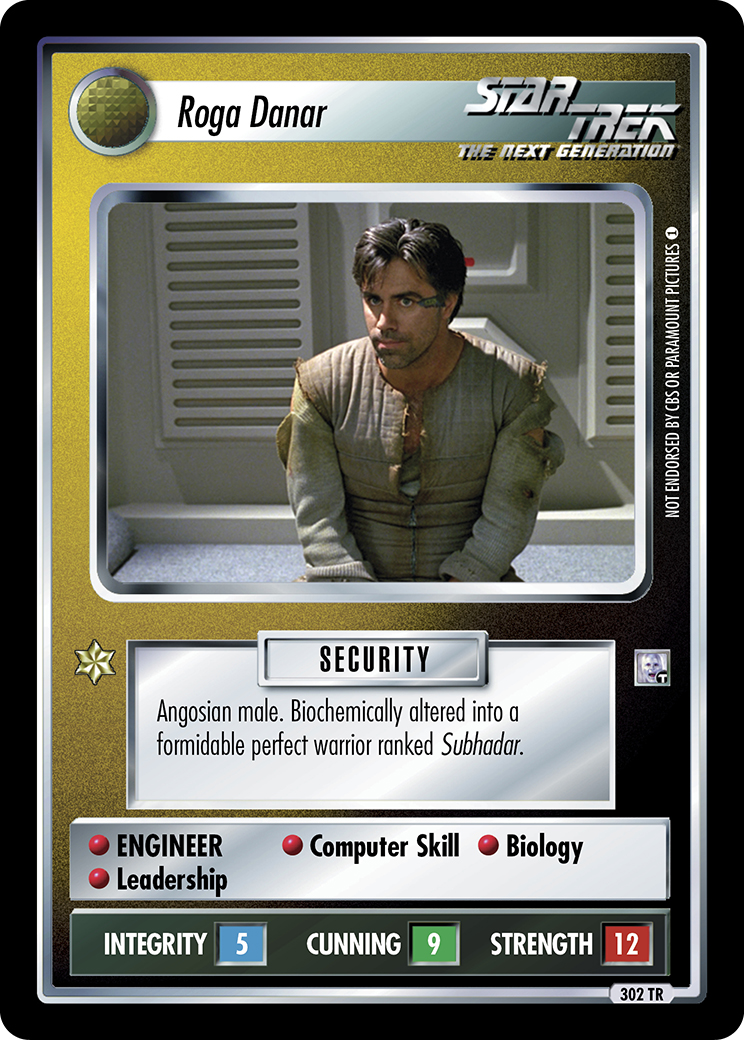 Roga Danar
STAR TREK
THE NEXT GENERATION
NOT ENDORSED BY CBS OR PARAMOUNT PICTURES 1
SECURITY
T
Angosian male. Biochemically altered into a
formidable perfect warrior ranked Subhadar.
ENGINEER Computer Skill Biology
Leadership
INTEGRITY 5 CUNNING 9 STRENGTH 12
302 TR